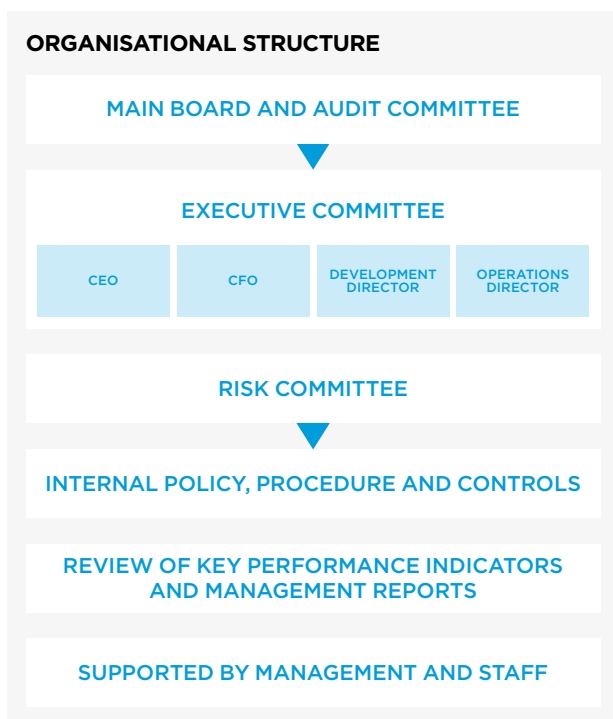 ORGANISATIONAL STRUCTURE
MAIN BOARD AND AUDIT COMMITTEE
EXECUTIVE COMMITTEE
CEO
CFO
DEVELOPMENT
DIRECTOR
OPERATIONS
DIRECTOR
RISK COMMITTEE
INTERNAL POLICY, PROCEDURE AND CONTROLS
REVIEW OF KEY PERFORMANCE INDICATORS
AND MANAGEMENT REPORTS
SUPPORTED BY MANAGEMENT AND STAFF